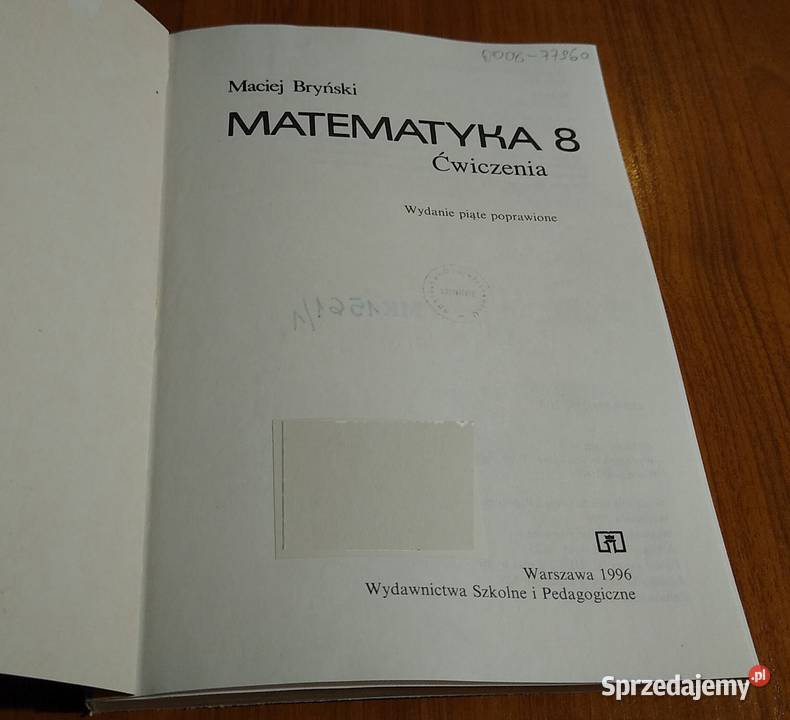 Maciej Bryński
MATEMATYKA 8
Ćwiczenia
Wydanie piąte poprawione
Warszawa 1996
Wydawnictwa Szkolne i Pedagogiczne
Sprzedajemy.pl